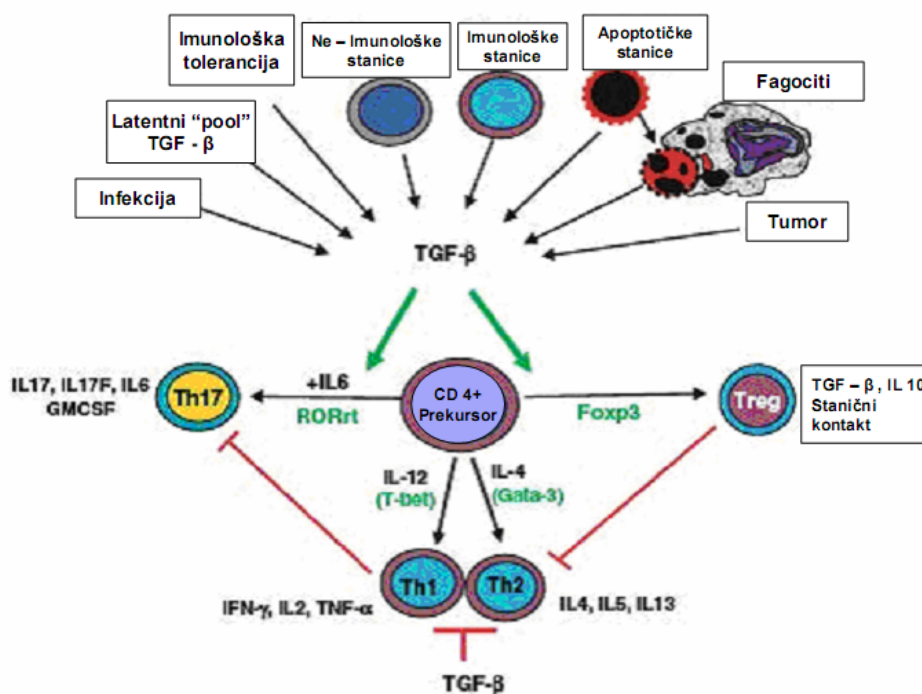 Imunološka
tolerancija
Ne – Imunološke
stanice
Imunološke
stanice
Apoptotičke
stanice
Fagociti
Latentni “pool”
TGF - β
Infekcija
Tumor
TGF-β
IL17, IL17F, IL6
GMCSF
Th17
+IL6
RORrt
CD 4+
Prekursor
Foxp3
Treg
TGF – β , IL 10
Stanični
kontakt
IL-12
(T-bet)
IL-4
(Gata-3)
Th1
Th2
IFN-γ, IL2, TNF-α
IL4, IL5, IL13
TGF-β